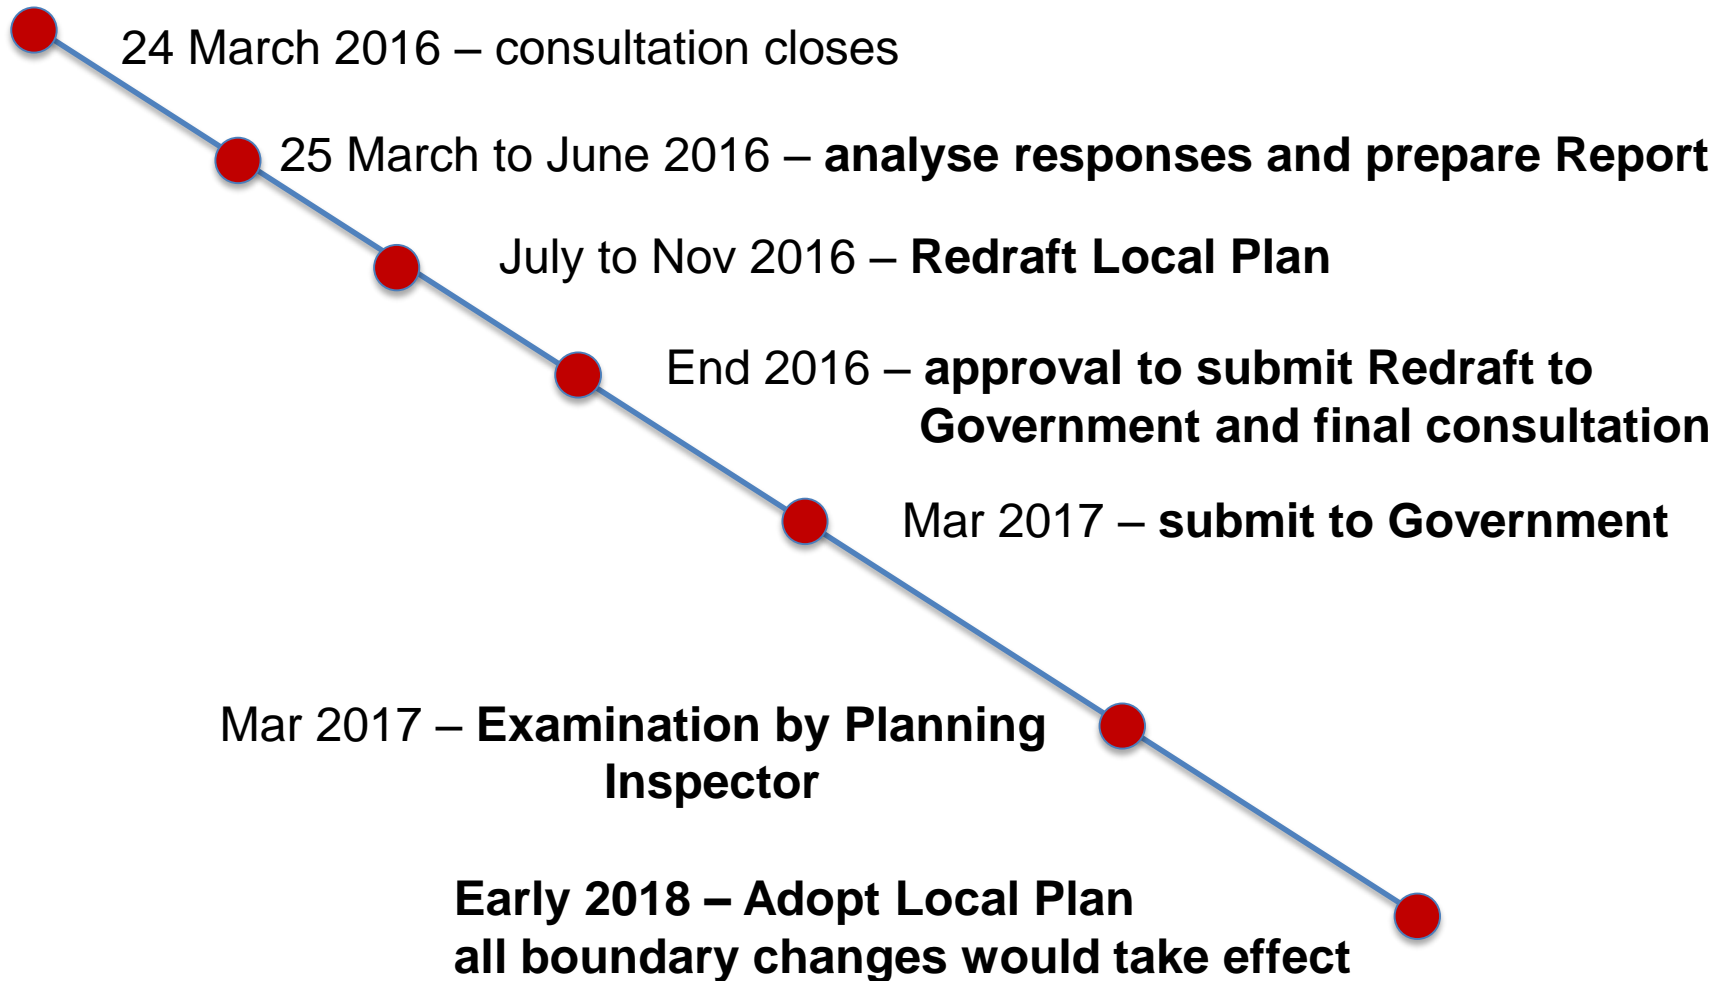 24 March 2016 – consultation closes
25 March to June 2016 – analyse responses and prepare Report
July to Nov 2016 – Redraft Local Plan
End 2016 – approval to submit Redraft to
Government and final consultation
Mar 2017 – submit to Government
Mar 2017 – Examination by Planning
Inspector
Early 2018 – Adopt Local Plan
all boundary changes would take effect